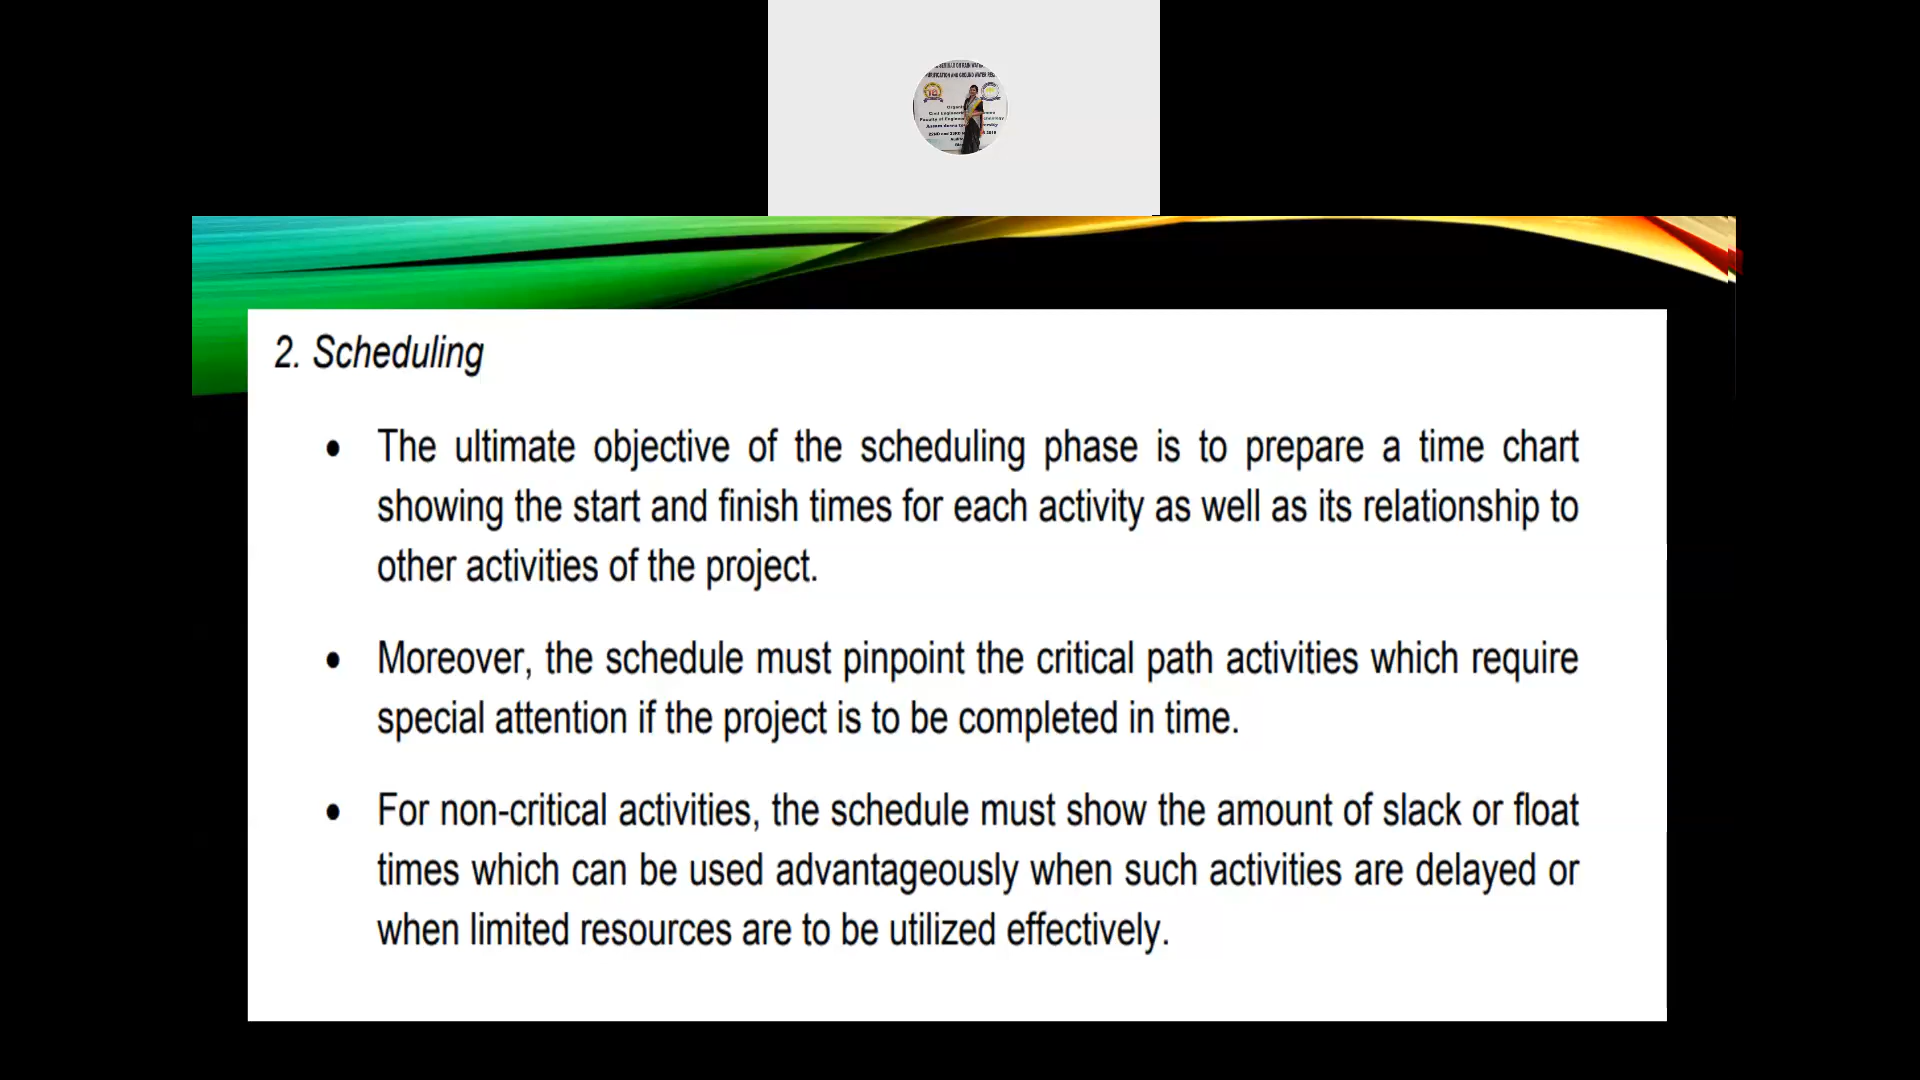 2. Scheduling
• The ultimate objective of the scheduling phase is to prepare a time chart
showing the start and finish times for each activity as well as its relationship to
other activities of the project.
• Moreover, the schedule must pinpoint the critical path activities which require
special attention if the project is to be completed in time.
• For non-critical activities, the schedule must show the amount of slack or float
times which can be used advantageously when such activities are delayed or
when limited resources are to be utilized effectively.